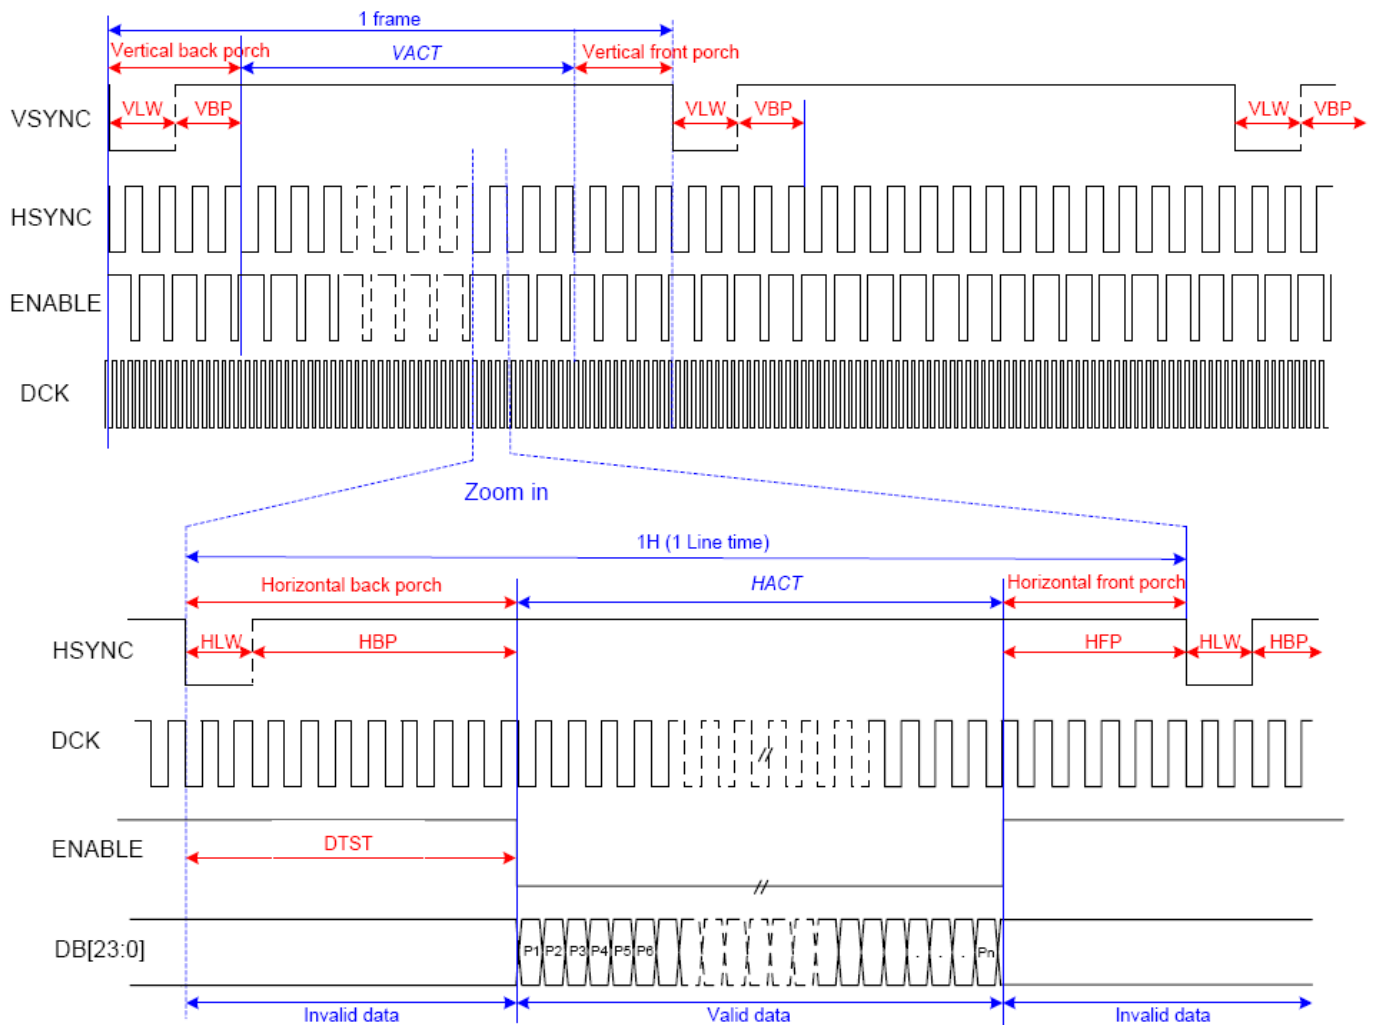 1 frame
Vertical back porch VACT Vertical front porch
VSYNC VLW VBP VLW VBP VLW VBP
HSYNC
ENABLE
DCK
Zoom in
1H (1 Line time)
Horizontal back porch HACT Horizontal front porch
HSYNC HLW HBP HFP HLW HBP
DCK //
ENABLE DTST
//
DB[23:0] P1 P2 P3 P4 P5 P6 . . . Pn
Invalid data Valid data Invalid data